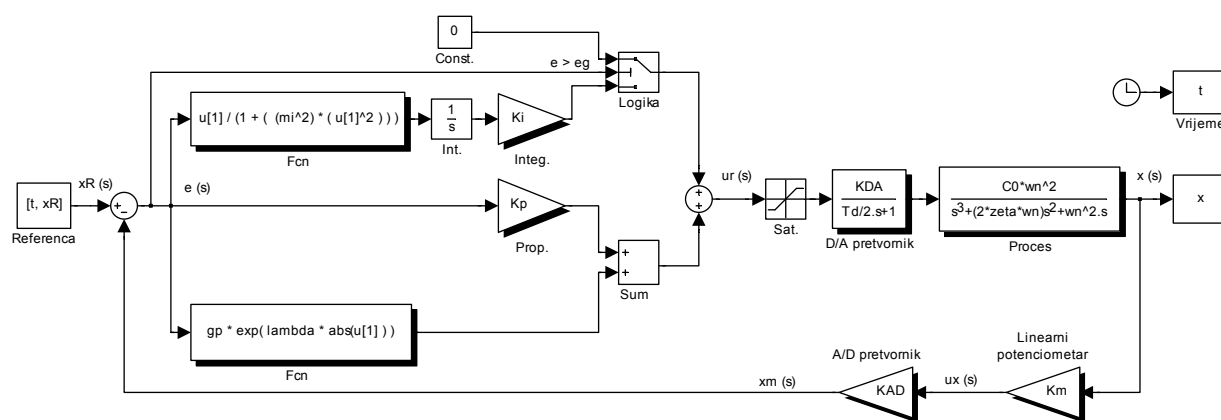 0
Const.
e > eg
Logika
u[1] / (1 + ( (mi^2) * ( u[1]^2 ) ))
Fcn
1
s
Int.
Ki
Integ.
t
Vrijeme
xR (s)
[t, xR]
Referenca
e (s)
Kp
Prop.
Sum
ur (s)
Sat.
KDA
Td/2.s+1
D/A pretvornik
C0*wn^2
s3+(2*zeta*wn)s2+wn^2.s
Proces
x (s)
x
gp * exp( lambda * abs(u[1] ) )
Fcn
xm (s)
A/D pretvornik
KAD
ux (s)
Linearni
potenciometar
Km